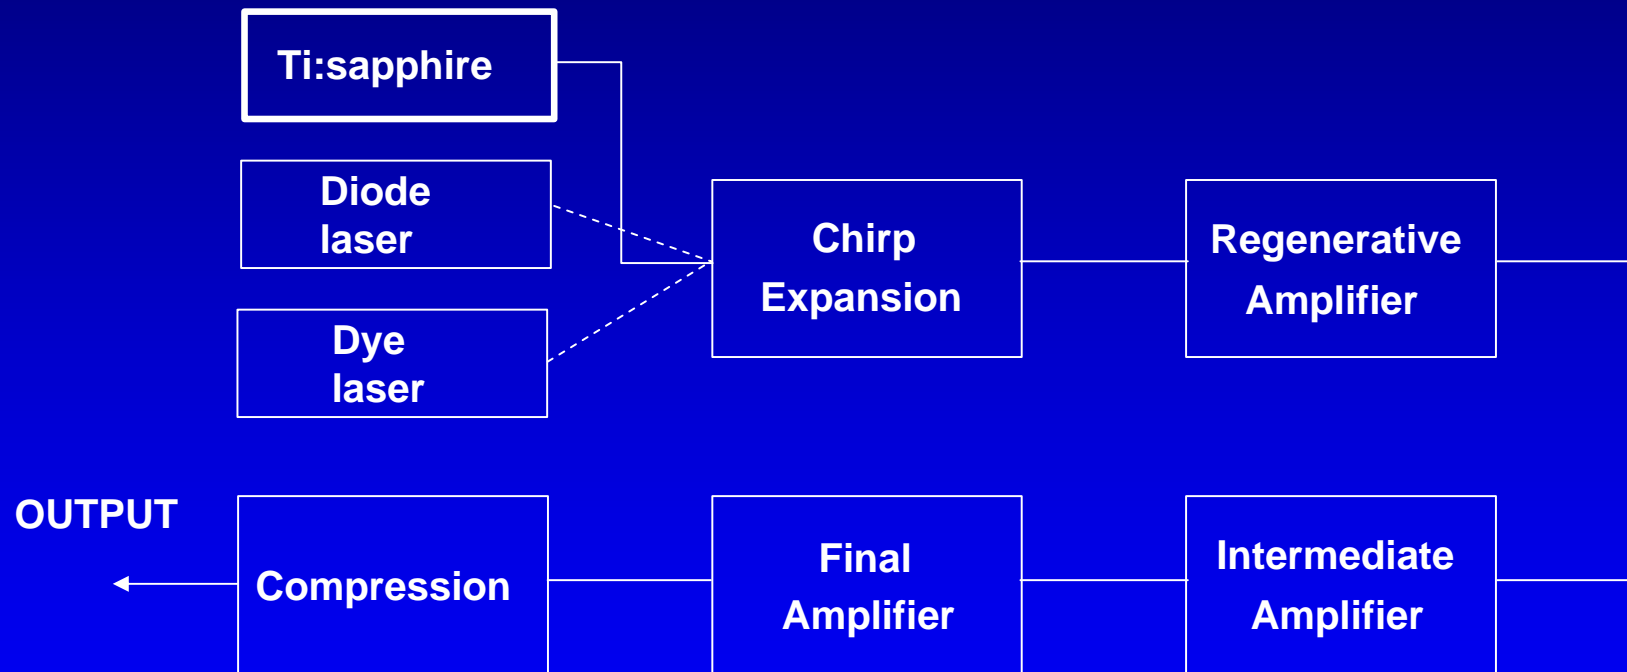 Ti:sapphire
Diode
laser
Dye
laser
Chirp
Expansion
Regenerative
Amplifier
OUTPUT
Compression
Final
Amplifier
Intermediate
Amplifier